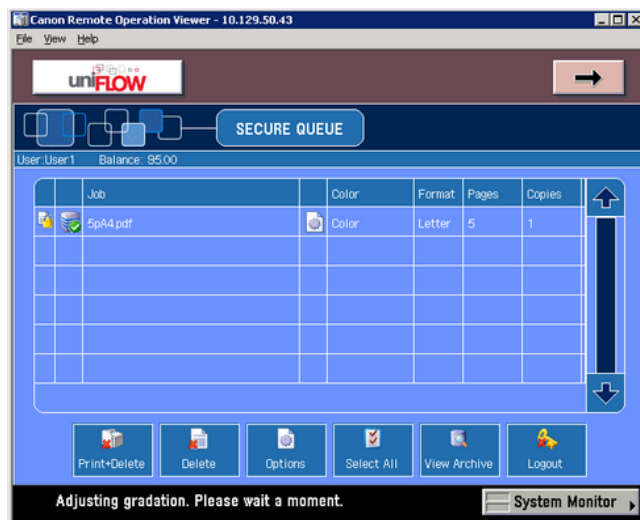 Canon Remote Operation Viewer - 10.129.50.43
File View Help
uniFLOW
SECURE QUEUE
User:User1 Balance: 95.00
Job Color Format Pages Copies
5pA4.pdf Color Letter 5 1
Print+Delete Delete Options Select All View Archive Logout
Adjusting gradation. Please wait a moment. System Monitor